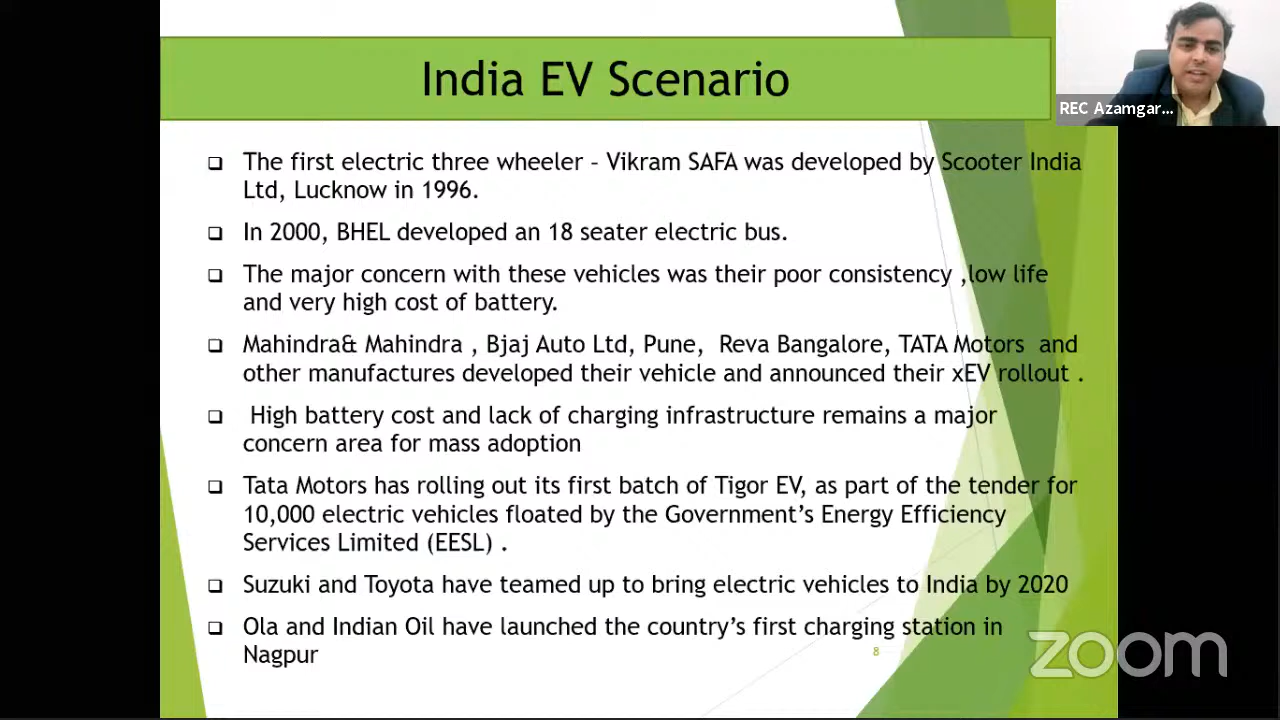 India EV Scenario
REC Azamgar...
The first electric three wheeler – Vikram SAFA was developed by Scooter India
Ltd, Lucknow in 1996.
In 2000, BHEL developed an 18 seater electric bus.
The major concern with these vehicles was their poor consistency ,low life
and very high cost of battery.
Mahindra& Mahindra , Bjaj Auto Ltd, Pune, Reva Bangalore, TATA Motors and
other manufactures developed their vehicle and announced their xEV rollout .
High battery cost and lack of charging infrastructure remains a major
concern area for mass adoption
Tata Motors has rolling out its first batch of Tigor EV, as part of the tender for
10,000 electric vehicles floated by the Government’s Energy Efficiency
Services Limited (EESL) .
Suzuki and Toyota have teamed up to bring electric vehicles to India by 2020
Ola and Indian Oil have launched the country’s first charging station in
Nagpur
8
zoom